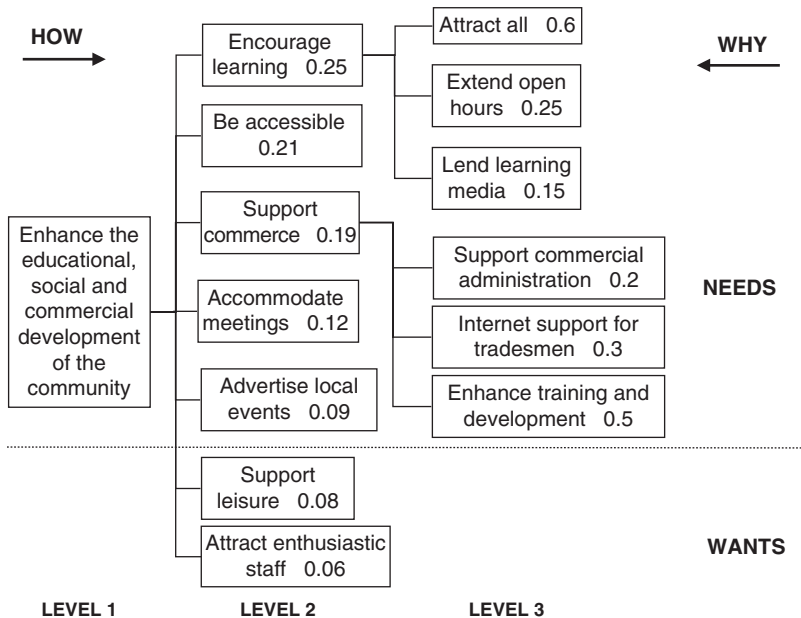 HOW
WHY
Enhance the
educational,
social and
commercial
development
of the
community
Encourage
learning 0.25
Be accessible
0.21
Support
commerce 0.19
Accommodate
meetings 0.12
Advertise local
events 0.09
Support
leisure 0.08
Attract enthusiastic
staff 0.06
Attract all 0.6
Extend open
hours 0.25
Lend learning
media 0.15
Support commercial
administration 0.2
Internet support for
tradesmen 0.3
Enhance training and
development 0.5
NEEDS
WANTS
LEVEL 1
LEVEL 2
LEVEL 3